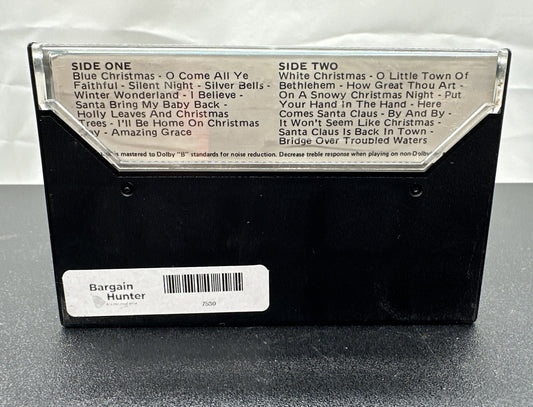 SIDE ONE
Blue Christmas - O Come All Ye
Faithful - Silent Night - Silver Bells -
Winter Wonderland - I Believe -
Santa Bring My Baby Back -
Holly Leaves And Christmas
Trees - I'll Be Home On Christmas
- Amazing Grace
SIDE TWO
White Christmas - O Little Town Of
Bethlehem - How Great Thou Art -
On A Snowy Christmas Night - Put
Your Hand In The Hand - Here
Comes Santa Claus - By And By -
It Won't Seem Like Christmas -
Santa Claus Is Back In Town -
Bridge Over Troubled Waters
is mastered to Dolby "B" standards for noise reduction. Decrease treble response when playing on non-Dolby
Bargain
Hunter
7550